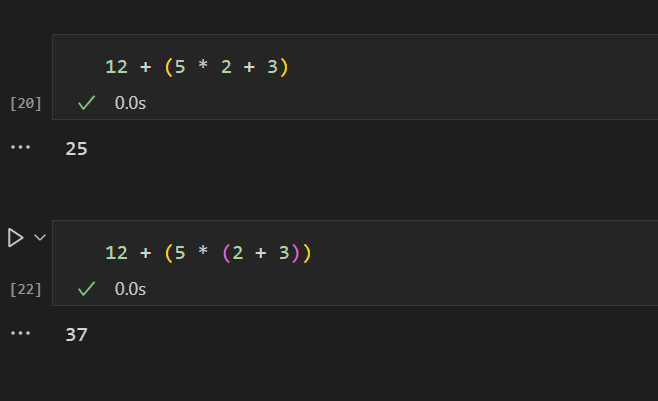 12 + (5 * 2 + 3)
[20] 0.0s
25
12 + (5 * (2 + 3))
[22] 0.0s
37